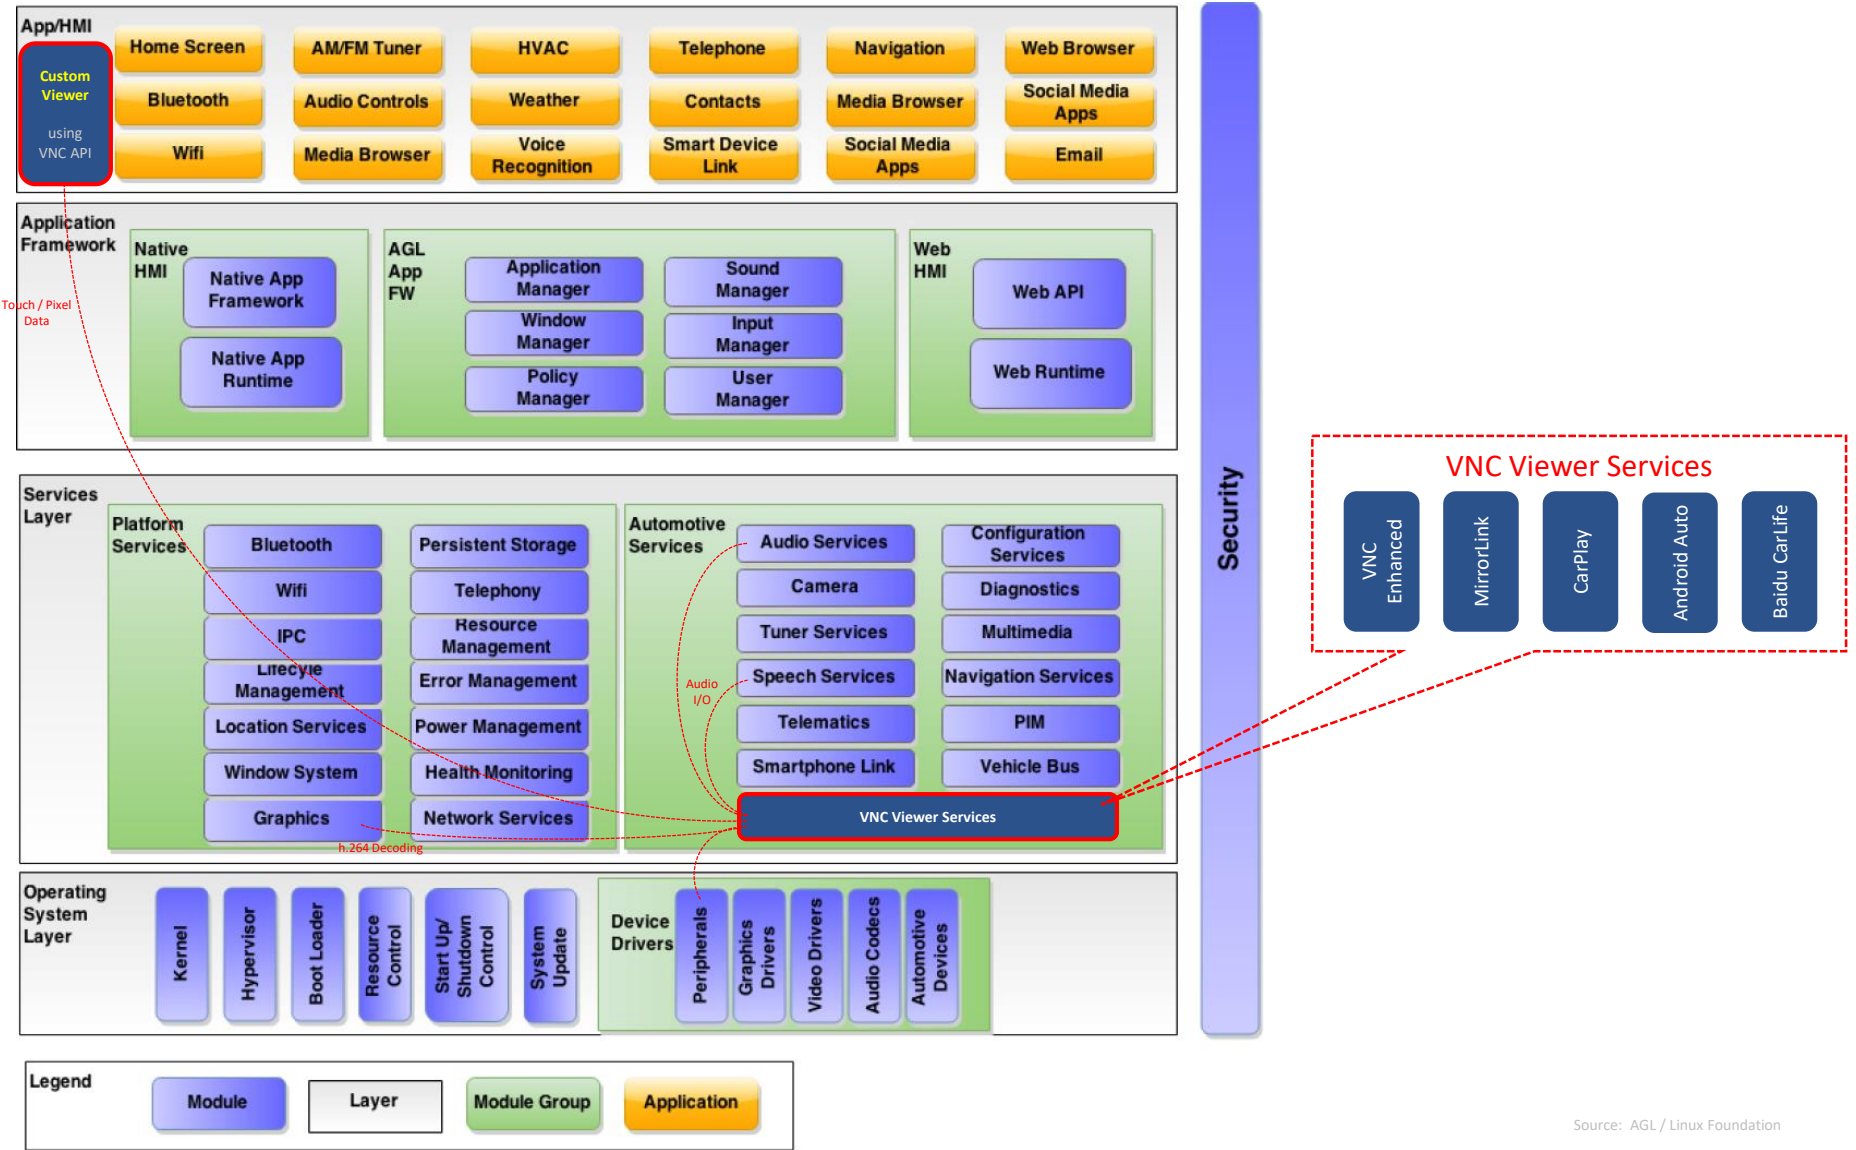 App/HMI
Custom
Viewer
using
VNC API
Home Screen
AM/FM Tuner
HVAC
Telephone
Navigation
Web Browser
Bluetooth
Audio Controls
Weather
Contacts
Media Browser
Social Media
Apps
Wifi
Media Browser
Voice
Recognition
Smart Device
Link
Social Media
Apps
Email
Application
Framework
Touch / Pixel
Data
Native
HMI
Native App
Framework
Native App
Runtime
AGL
App
FW
Application
Manager
Sound
Manager
Window
Manager
Input
Manager
Policy
Manager
User
Manager
Web
HMI
Web API
Web Runtime
Services
Layer
Platform
Services
Bluetooth
Persistent Storage
Wifi
Telephony
IPC
Resource
Management
Lifecyle
Management
Error Management
Location Services
Power Management
Window System
Health Monitoring
Graphics
Network Services
h.264 Decoding
Automotive
Services
Audio Services
Configuration
Services
Camera
Diagnostics
Tuner Services
Multimedia
Speech Services
Navigation Services
Audio
I/O
Telematics
PIM
Smartphone Link
Vehicle Bus
VNC Viewer Services
Operating
System
Layer
Kernel
Hypervisor
Boot Loader
Resource
Control
Start Up/
Shutdown
Control
System
Update
Device
Drivers
Peripherals
Graphics
Drivers
Video Drivers
Audio Codecs
Automotive
Devices
Security
VNC Viewer Services
VNC
Enhanced
MirrorLink
CarPlay
Android Auto
Baidu CarLife
Legend
Module
Layer
Module Group
Application
Source: AGL / Linux Foundation